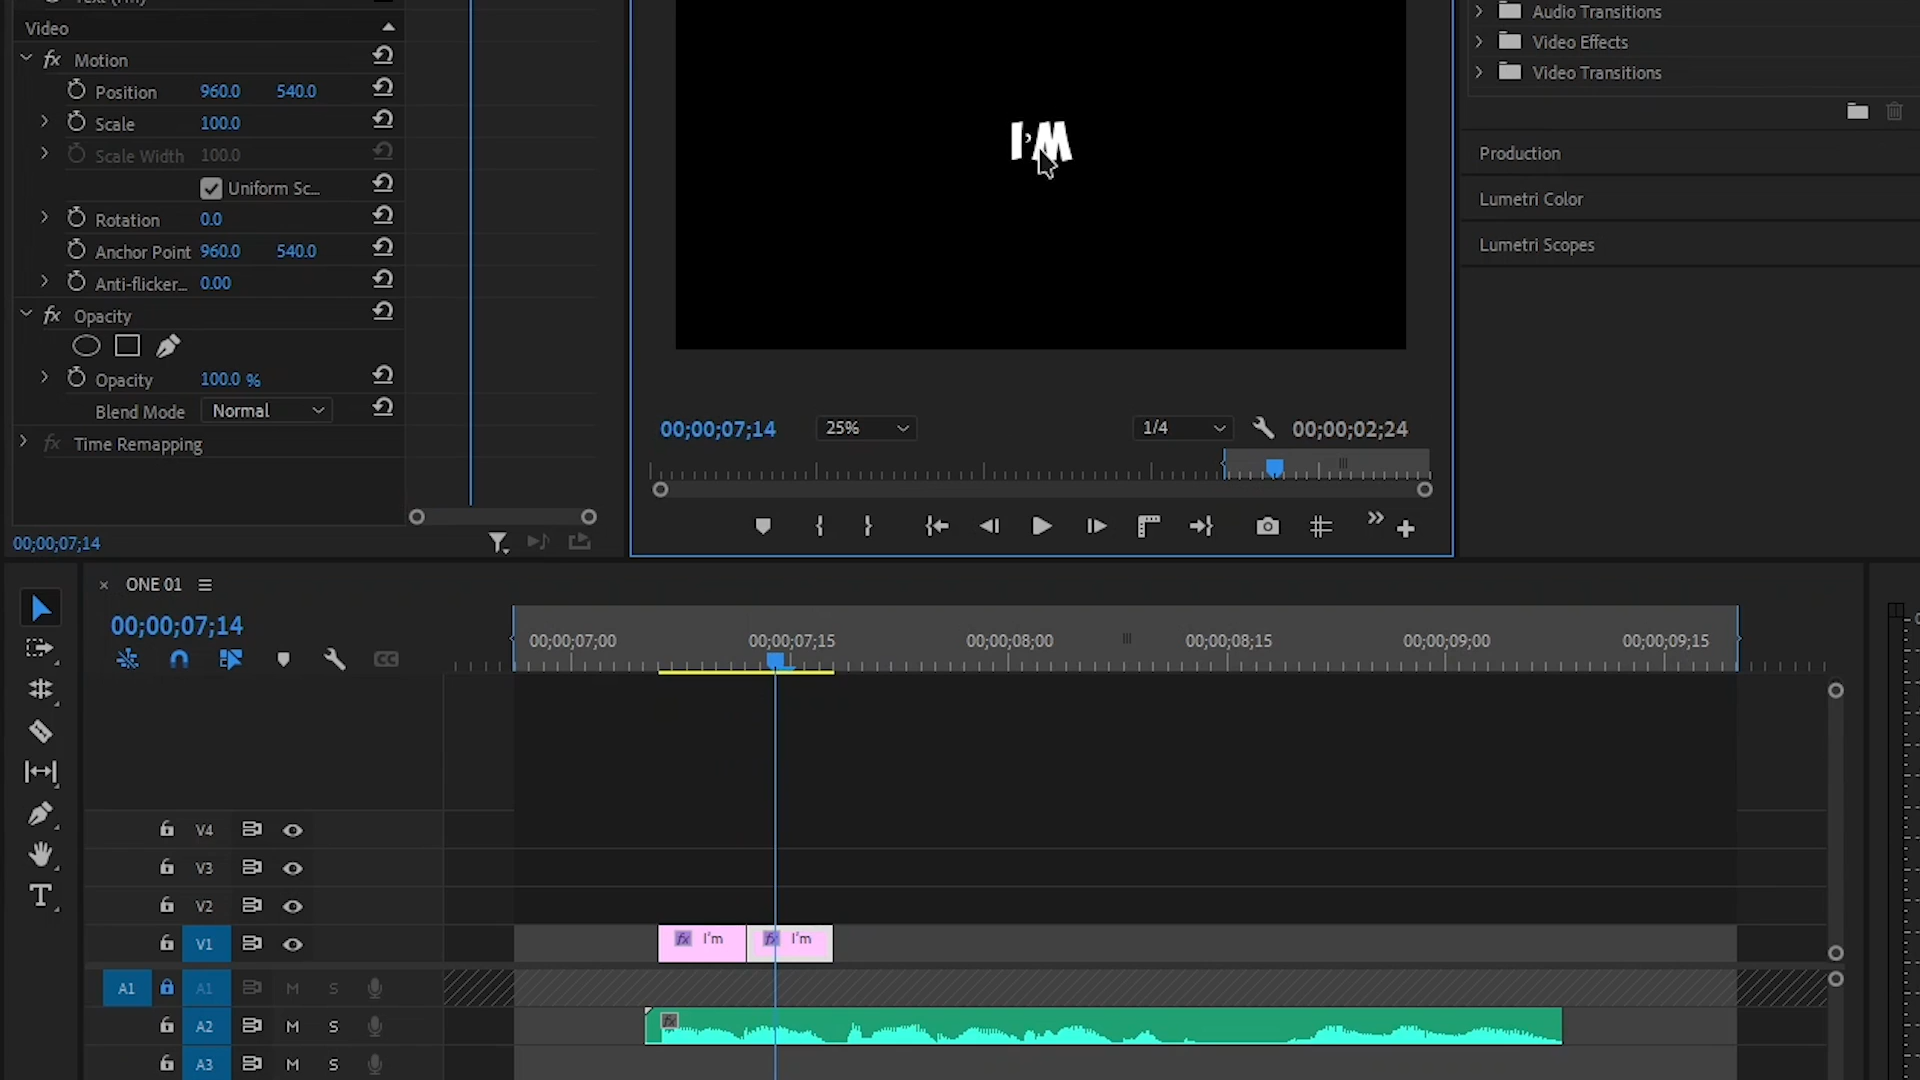 Video
Motion
Position 960.0 540.0
Scale 100.0
Scale Width 100.0
Uniform Sc...
Rotation 0.0
Anchor Point 960.0 540.0
Anti-flicker... 0.00
Opacity
Opacity 100.0 %
Blend Mode Normal
Time Remapping
00;00;07;14
I'M
00;00;07;14 25% 1/4 00;00;02;24
Audio Transitions
Video Effects
Video Transitions
Production
Lumetri Color
Lumetri Scopes
× ONE 01
00;00;07;14
CC
00;00;07;00 00;00;07;15 00;00;08;00 00;00;08;15 00;00;09;00 00;00;09;15
V4
V3
V2
V1 fx I'm fx I'm
A1 A1 M S
A2 M S fx
A3 M S